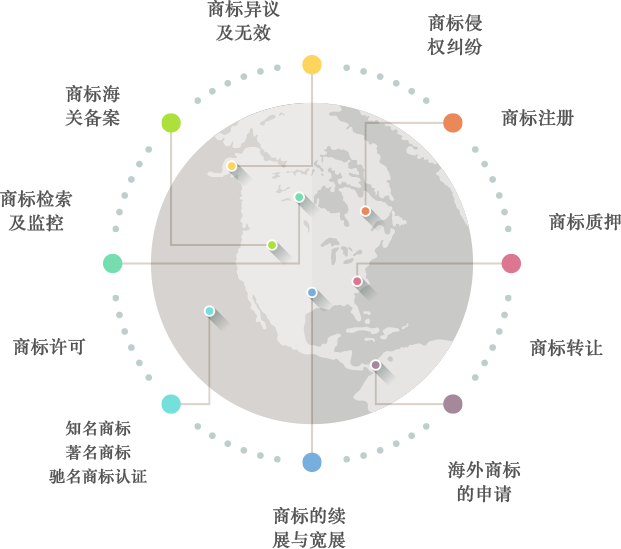 商标异议
及无效
商标侵
权纠纷
商标海
关备案
商标注册
商标检索
及监控
商标质押
商标许可
商标转让
知名商标
著名商标
驰名商标认证
海外商标
的申请
商标的续
展与宽展